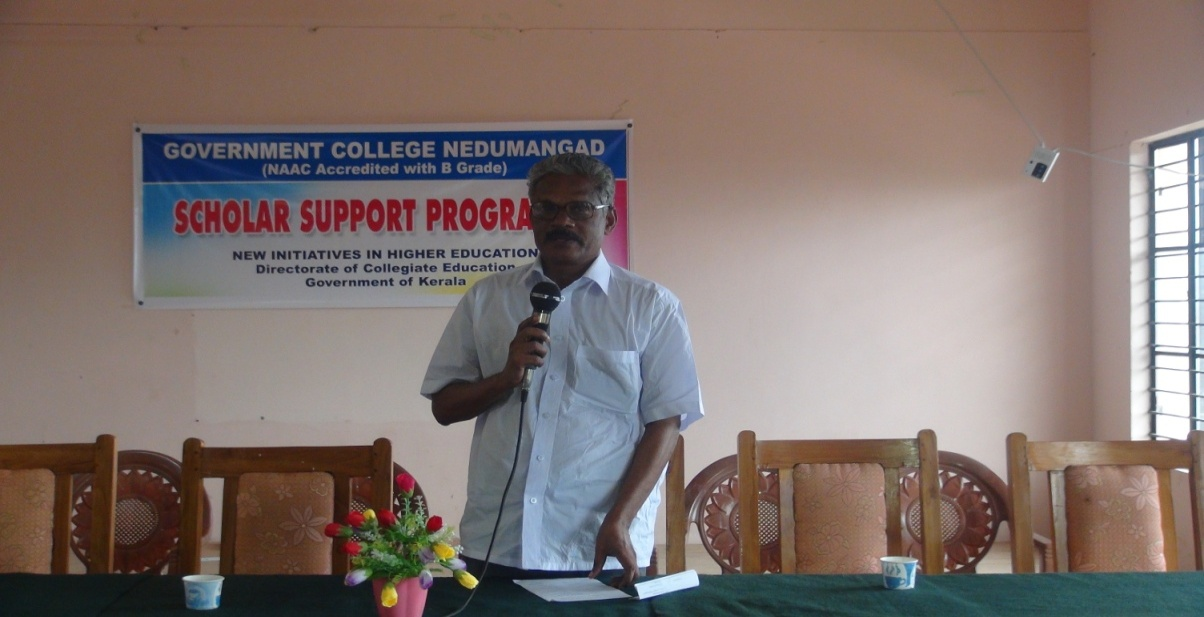 GOVERNMENT COLLEGE NEDUMANGAD
(NAAC Accredited with B Grade)
SCHOLAR SUPPORT
NEW INITIATIVES IN HIGHER EDUCATION
Directorate of Collegiate Education
Government of Kerala